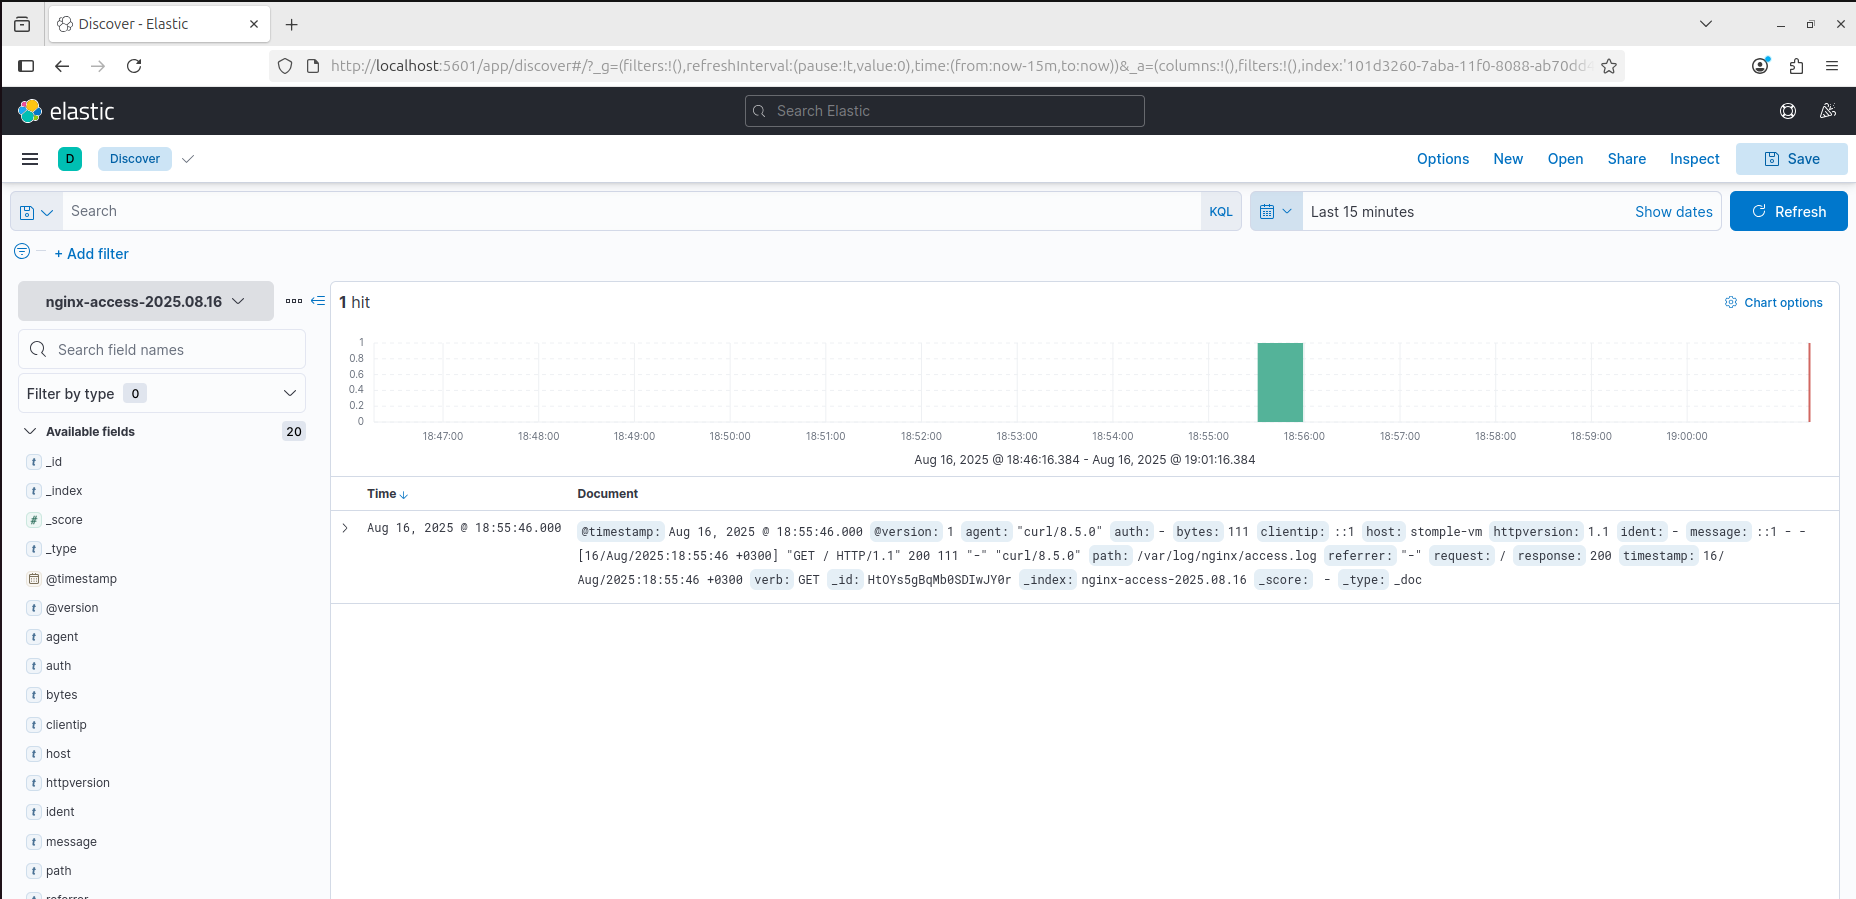 Discover - Elastic
http://localhost:5601/app/discover#/?_g=(filters:!(),refreshInterval:(pause:!t,value:0),time:(from:now-15m,to:now))&_a=(columns:!(),filters:!(),index:'101d3260-7aba-11f0-8088-ab70dd4
elastic
Search Elastic
D Discover
Options New Open Share Inspect Save
Search
KQL
Last 15 minutes
Show dates
Refresh
+ Add filter
nginx-access-2025.08.16
Search field names
Filter by type 0
Available fields 20
t _id
t _index
# _score
t _type
@timestamp
t @version
t agent
t auth
t bytes
t clientip
t host
t httpversion
t ident
t message
t path
referrer
1 hit
Chart options
1
0.8
0.6
0.4
0.2
0
18:47:00 18:48:00 18:49:00 18:50:00 18:51:00 18:52:00 18:53:00 18:54:00 18:55:00 18:56:00 18:57:00 18:58:00 18:59:00 19:00:00
Aug 16, 2025 @ 18:46:16.384 - Aug 16, 2025 @ 19:01:16.384
Time Document
Aug 16, 2025 @ 18:55:46.000
@timestamp: Aug 16, 2025 @ 18:55:46.000 @version: 1 agent: "curl/8.5.0" auth: - bytes: 111 clientip: ::1 host: stomple-vm httpversion: 1.1 ident: - message: ::1 - -
[16/Aug/2025:18:55:46 +0300] "GET / HTTP/1.1" 200 111 "-" "curl/8.5.0" path: /var/log/nginx/access.log referrer: "-" request: / response: 200 timestamp: 16/
Aug/2025:18:55:46 +0300 verb: GET _id: HtOYs5gBqMb0SDIwJY0r _index: nginx-access-2025.08.16 _score: - _type: _doc